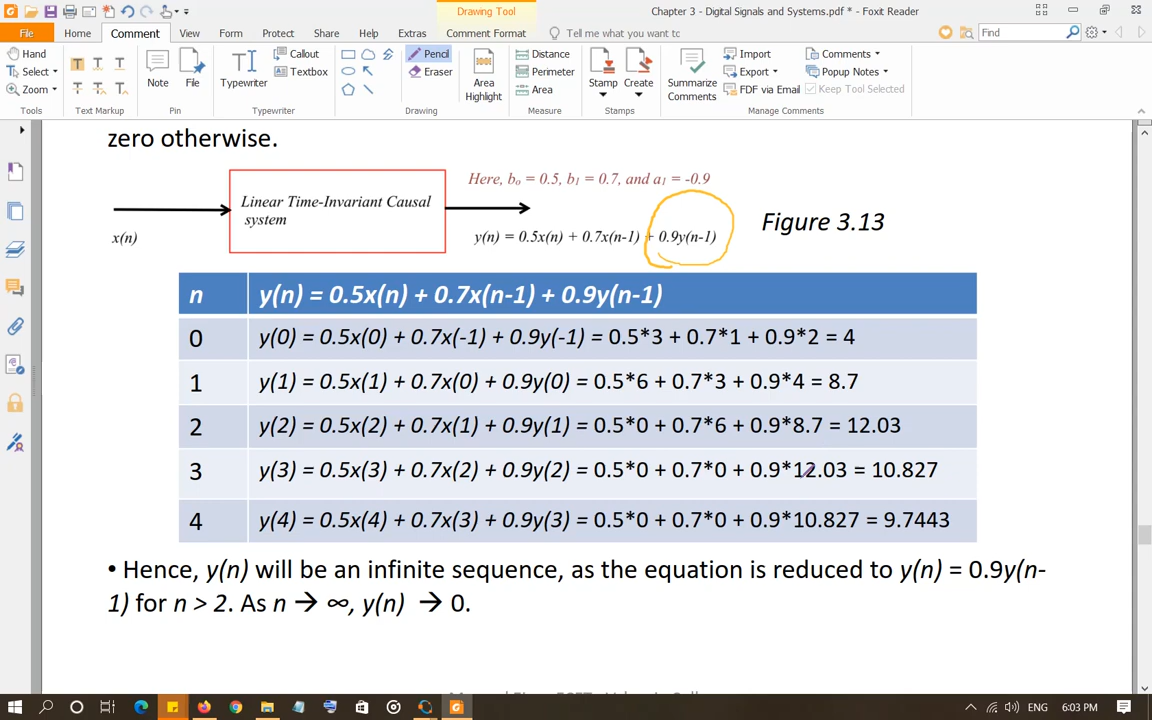 Drawing Tool
Chapter 3 - Digital Signals and Systems.pdf * - Foxit Reader
File Home Comment View Form Protect Share Help Extras Comment Format Tell me what you want to do Find
Hand
Select
Zoom
Tools
Text Markup
Note
File
Pin
Typewriter
Callout
Textbox
Typewriter
Pencil
Eraser
Drawing
Area Highlight
Distance
Perimeter
Area
Measure
Stamp
Create
Stamps
Summarize Comments
Import
Export
FDF via Email
Comments
Popup Notes
Keep Tool Selected
Manage Comments
zero otherwise.
Here, bo = 0.5, b1 = 0.7, and a1 = -0.9
Linear Time-Invariant Causal
system
x(n)
y(n) = 0.5x(n) + 0.7x(n-1) + 0.9y(n-1)
Figure 3.13
n y(n) = 0.5x(n) + 0.7x(n-1) + 0.9y(n-1)
0 y(0) = 0.5x(0) + 0.7x(-1) + 0.9y(-1) = 0.5*3 + 0.7*1 + 0.9*2 = 4
1 y(1) = 0.5x(1) + 0.7x(0) + 0.9y(0) = 0.5*6 + 0.7*3 + 0.9*4 = 8.7
2 y(2) = 0.5x(2) + 0.7x(1) + 0.9y(1) = 0.5*0 + 0.7*6 + 0.9*8.7 = 12.03
3 y(3) = 0.5x(3) + 0.7x(2) + 0.9y(2) = 0.5*0 + 0.7*0 + 0.9*12.03 = 10.827
4 y(4) = 0.5x(4) + 0.7x(3) + 0.9y(3) = 0.5*0 + 0.7*0 + 0.9*10.827 = 9.7443
• Hence, y(n) will be an infinite sequence, as the equation is reduced to y(n) = 0.9y(n-
1) for n > 2. As n → ∞, y(n) → 0.
ENG 6:03 PM